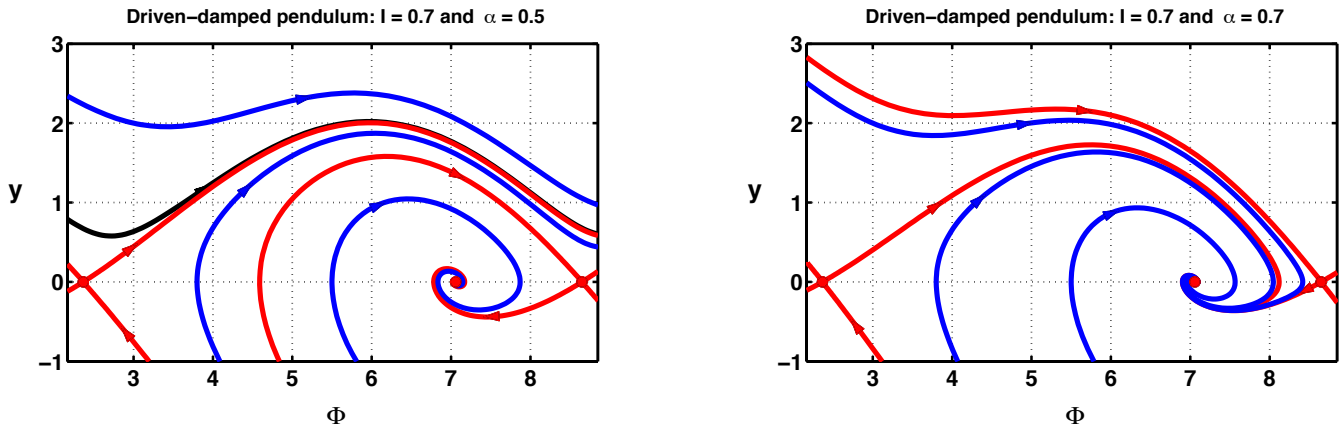 Driven−damped pendulum: I = 0.7 and α = 0.5
3
2
y
1
0
−1
3 4 5 6 7 8
Φ
Driven−damped pendulum: I = 0.7 and α = 0.7
3
2
y
1
0
−1
3 4 5 6 7 8
Φ